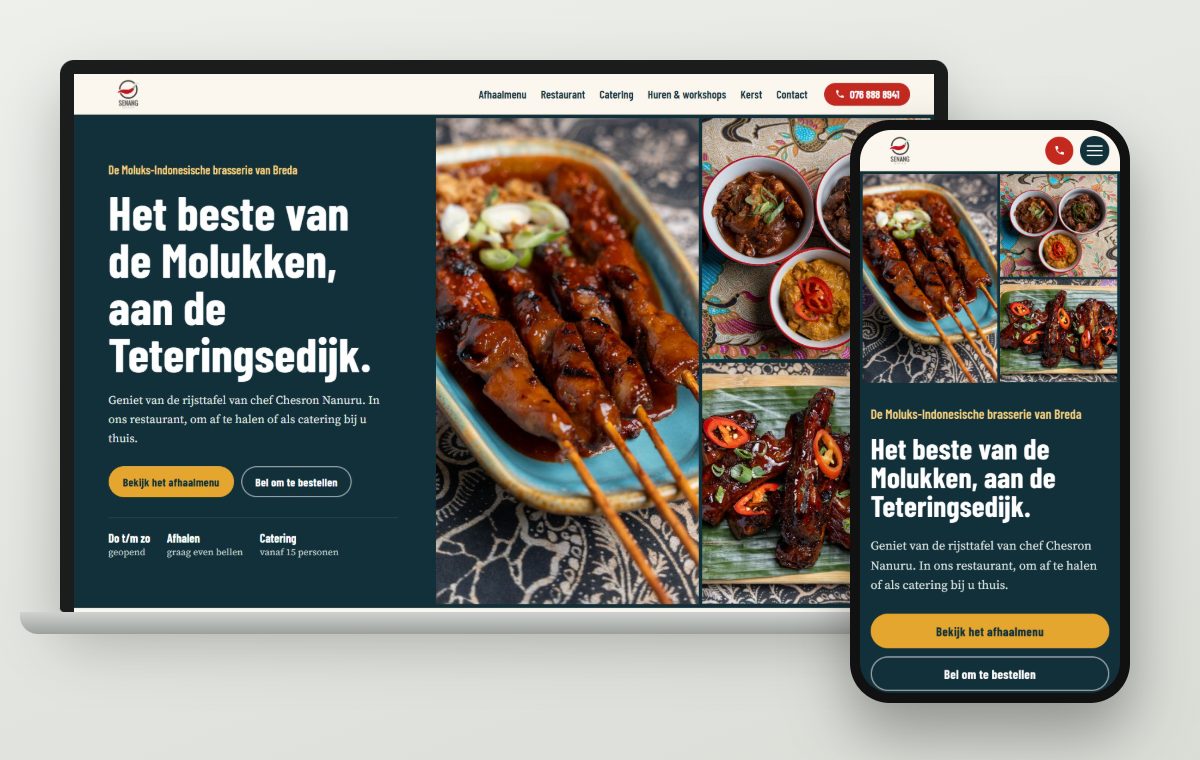 SENANG
Afhaalmenu Restaurant Catering Huren & workshops Kerst Contact 076 888 8941
De Moluks-Indonesische brasserie van Breda
Het beste van
de Molukken,
aan de
Teteringsedijk.
Geniet van de rijsttafel van chef Chesron Nanuru. In
ons restaurant, om af te halen of als catering bij u
thuis.
Bekijk het afhaalmenu Bel om te bestellen
Do t/m zo Afhalen Catering
geopend graag even bellen vanaf 15 personen
SENANG
De Moluks-Indonesische brasserie van Breda
Het beste van de
Molukken, aan de
Teteringsedijk.
Geniet van de rijsttafel van chef Chesron
Nanuru. In ons restaurant, om af te halen
of als catering bij u thuis.
Bekijk het afhaalmenu
Bel om te bestellen